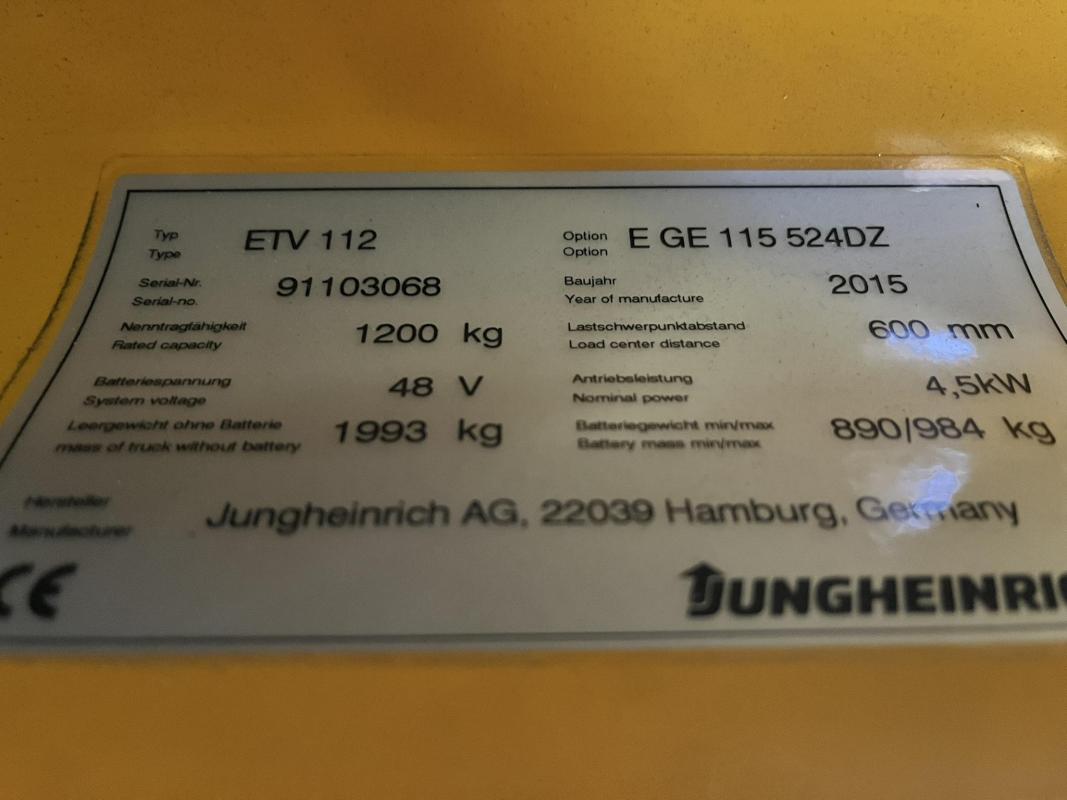 Typ ETV 112 Option E GE 115 524DZ
Type Option
Serial-Nr. 91103068 Baujahr 2015
Serial-no. Year of manufacture
Nenntragfähigkeit 1200 kg Lastschwerpunktabstand 600 mm
Rated capacity Load center distance
Batteriespannung 48 V Antriebsleistung 4,5kW
System voltage Nominal power
Leergewicht ohne Batterie 1993 kg Batteriegewicht min/max 890/984 kg
mass of truck without battery Battery mass min/max
Hersteller Jungheinrich AG, 22039 Hamburg, Germany
Manufacturer
CE JUNGHEINRIC